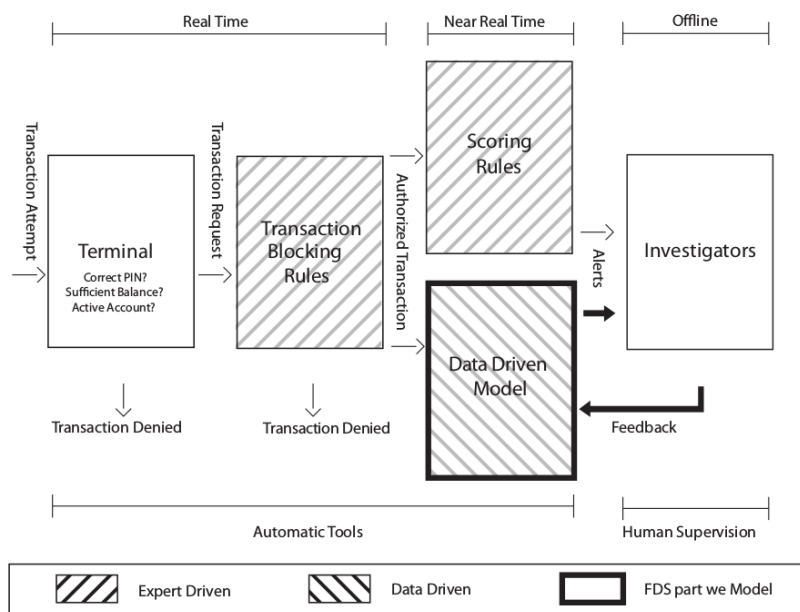 Real Time
Near Real Time
Offline
Transaction Attempt
Terminal
Correct PIN?
Sufficient Balance?
Active Account?
Transaction Request
Transaction
Blocking
Rules
Authorized Transaction
Scoring
Rules
Data Driven
Model
Alerts
Investigators
Transaction Denied
Transaction Denied
Feedback
Automatic Tools
Human Supervision
Expert Driven
Data Driven
FDS part we Model